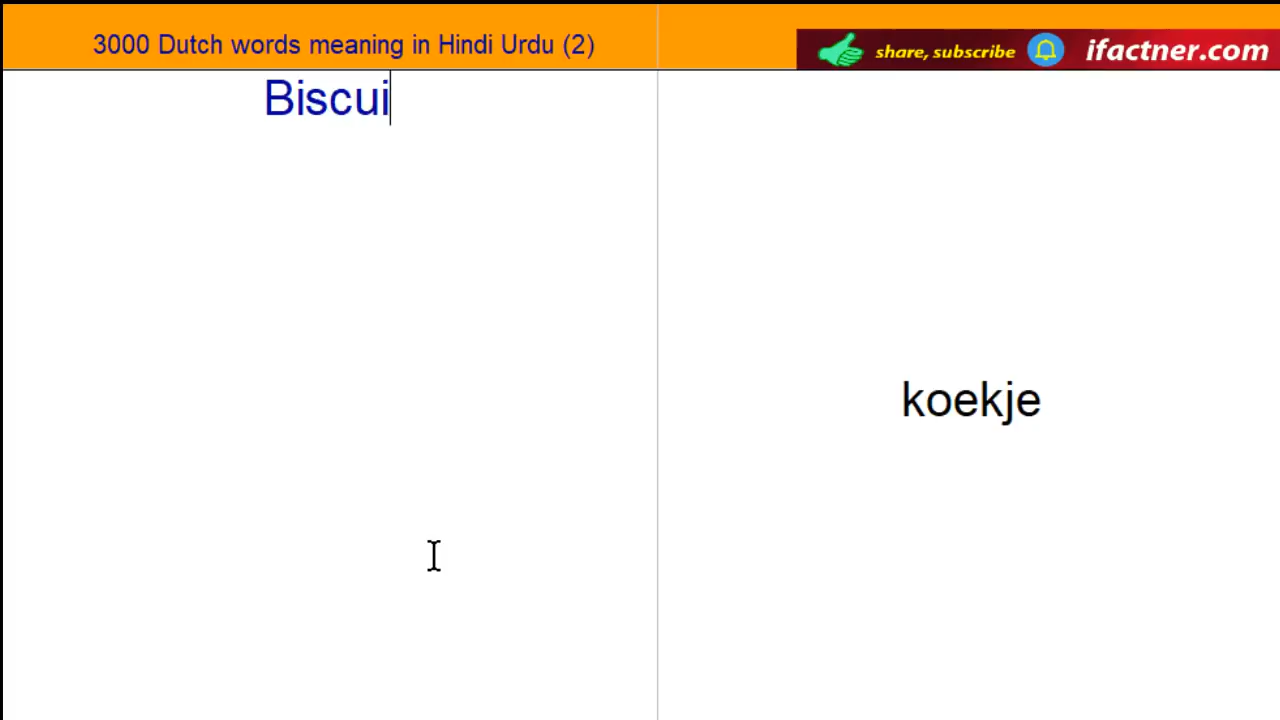 3000 Dutch words meaning in Hindi Urdu (2)
share, subscribe ifactner.com
Biscui
koekje